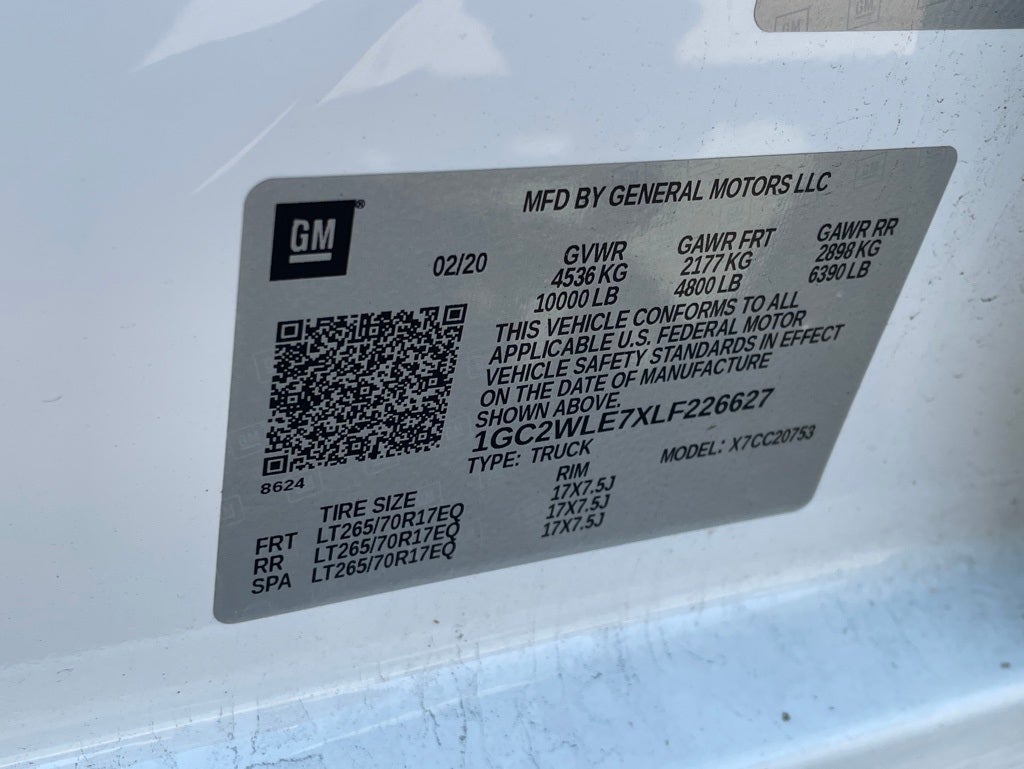 GM
MFD BY GENERAL MOTORS LLC
02/20
GVWR
4536 KG
10000 LB
GAWR FRT
2177 KG
4800 LB
GAWR RR
2898 KG
6390 LB
THIS VEHICLE CONFORMS TO ALL
APPLICABLE U.S. FEDERAL MOTOR
VEHICLE SAFETY STANDARDS IN EFFECT
ON THE DATE OF MANUFACTURE
SHOWN ABOVE.
1GC2WLE7XLF226627
TYPE: TRUCK
MODEL: X7CC20753
8624
TIRE SIZE RIM
FRT LT265/70R17EQ 17X7.5J
RR LT265/70R17EQ 17X7.5J
SPA LT265/70R17EQ 17X7.5J